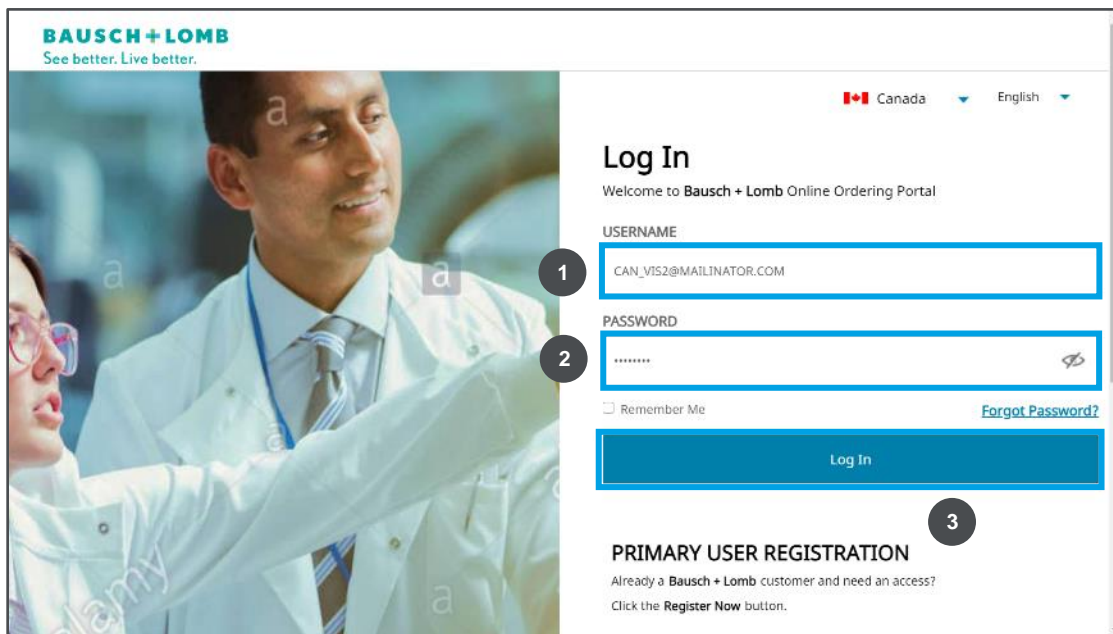 BAUSCH + LOMB
See better. Live better.
Canada
English
Log In
Welcome to Bausch + Lomb Online Ordering Portal
USERNAME
1
CAN_VIS2@MAILINATOR.COM
PASSWORD
2
········
Remember Me
Forgot Password?
Log In
3
PRIMARY USER REGISTRATION
Already a Bausch + Lomb customer and need an access?
Click the Register Now button.
a
a
a
a
a
alamy